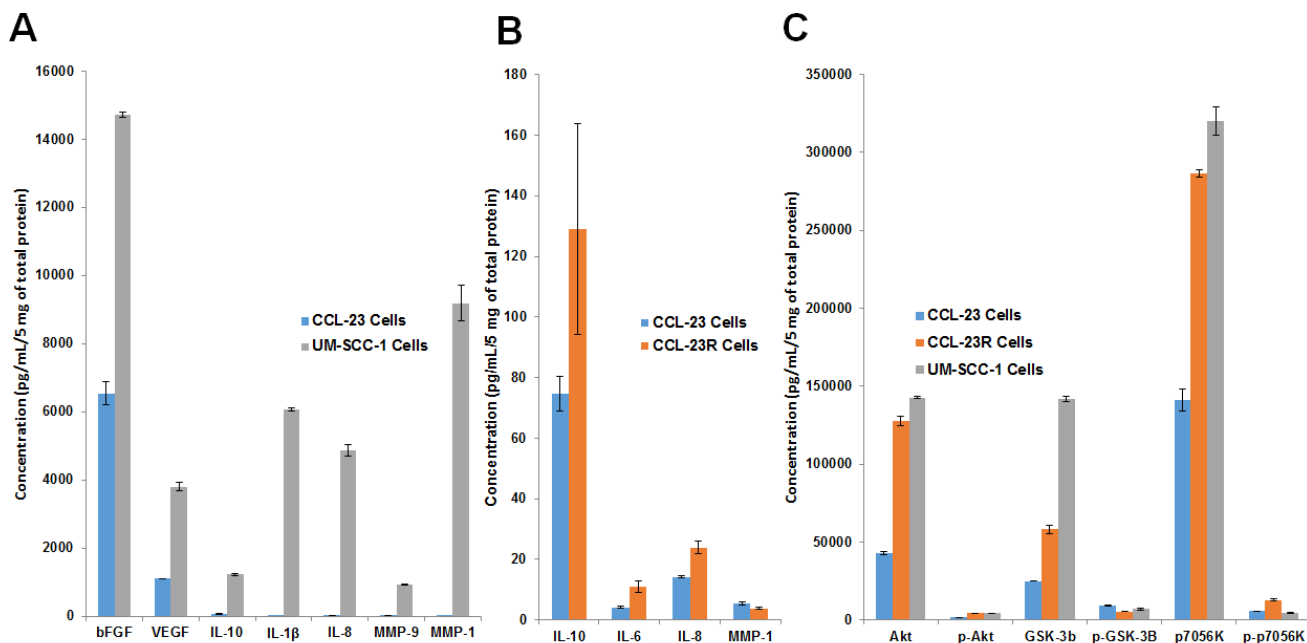 A
B
C
Concentration (pg/mL/5 mg of total protein)
16000
14000
12000
10000
8000
6000
4000
2000
0
CCL-23 Cells
UM-SCC-1 Cells
bFGF VEGF IL-10 IL-1β IL-8 MMP-9 MMP-1
Concentration (pg/mL/5 mg of total protein)
180
160
140
120
100
80
60
40
20
0
CCL-23 Cells
CCL-23R Cells
IL-10 IL-6 IL-8 MMP-1
Concentration (pg/mL/5 mg of total protein)
350000
300000
250000
200000
150000
100000
50000
0
CCL-23 Cells
CCL-23R Cells
UM-SCC-1 Cells
Akt p-Akt GSK-3b p-GSK-3B p7056K p-p7056K